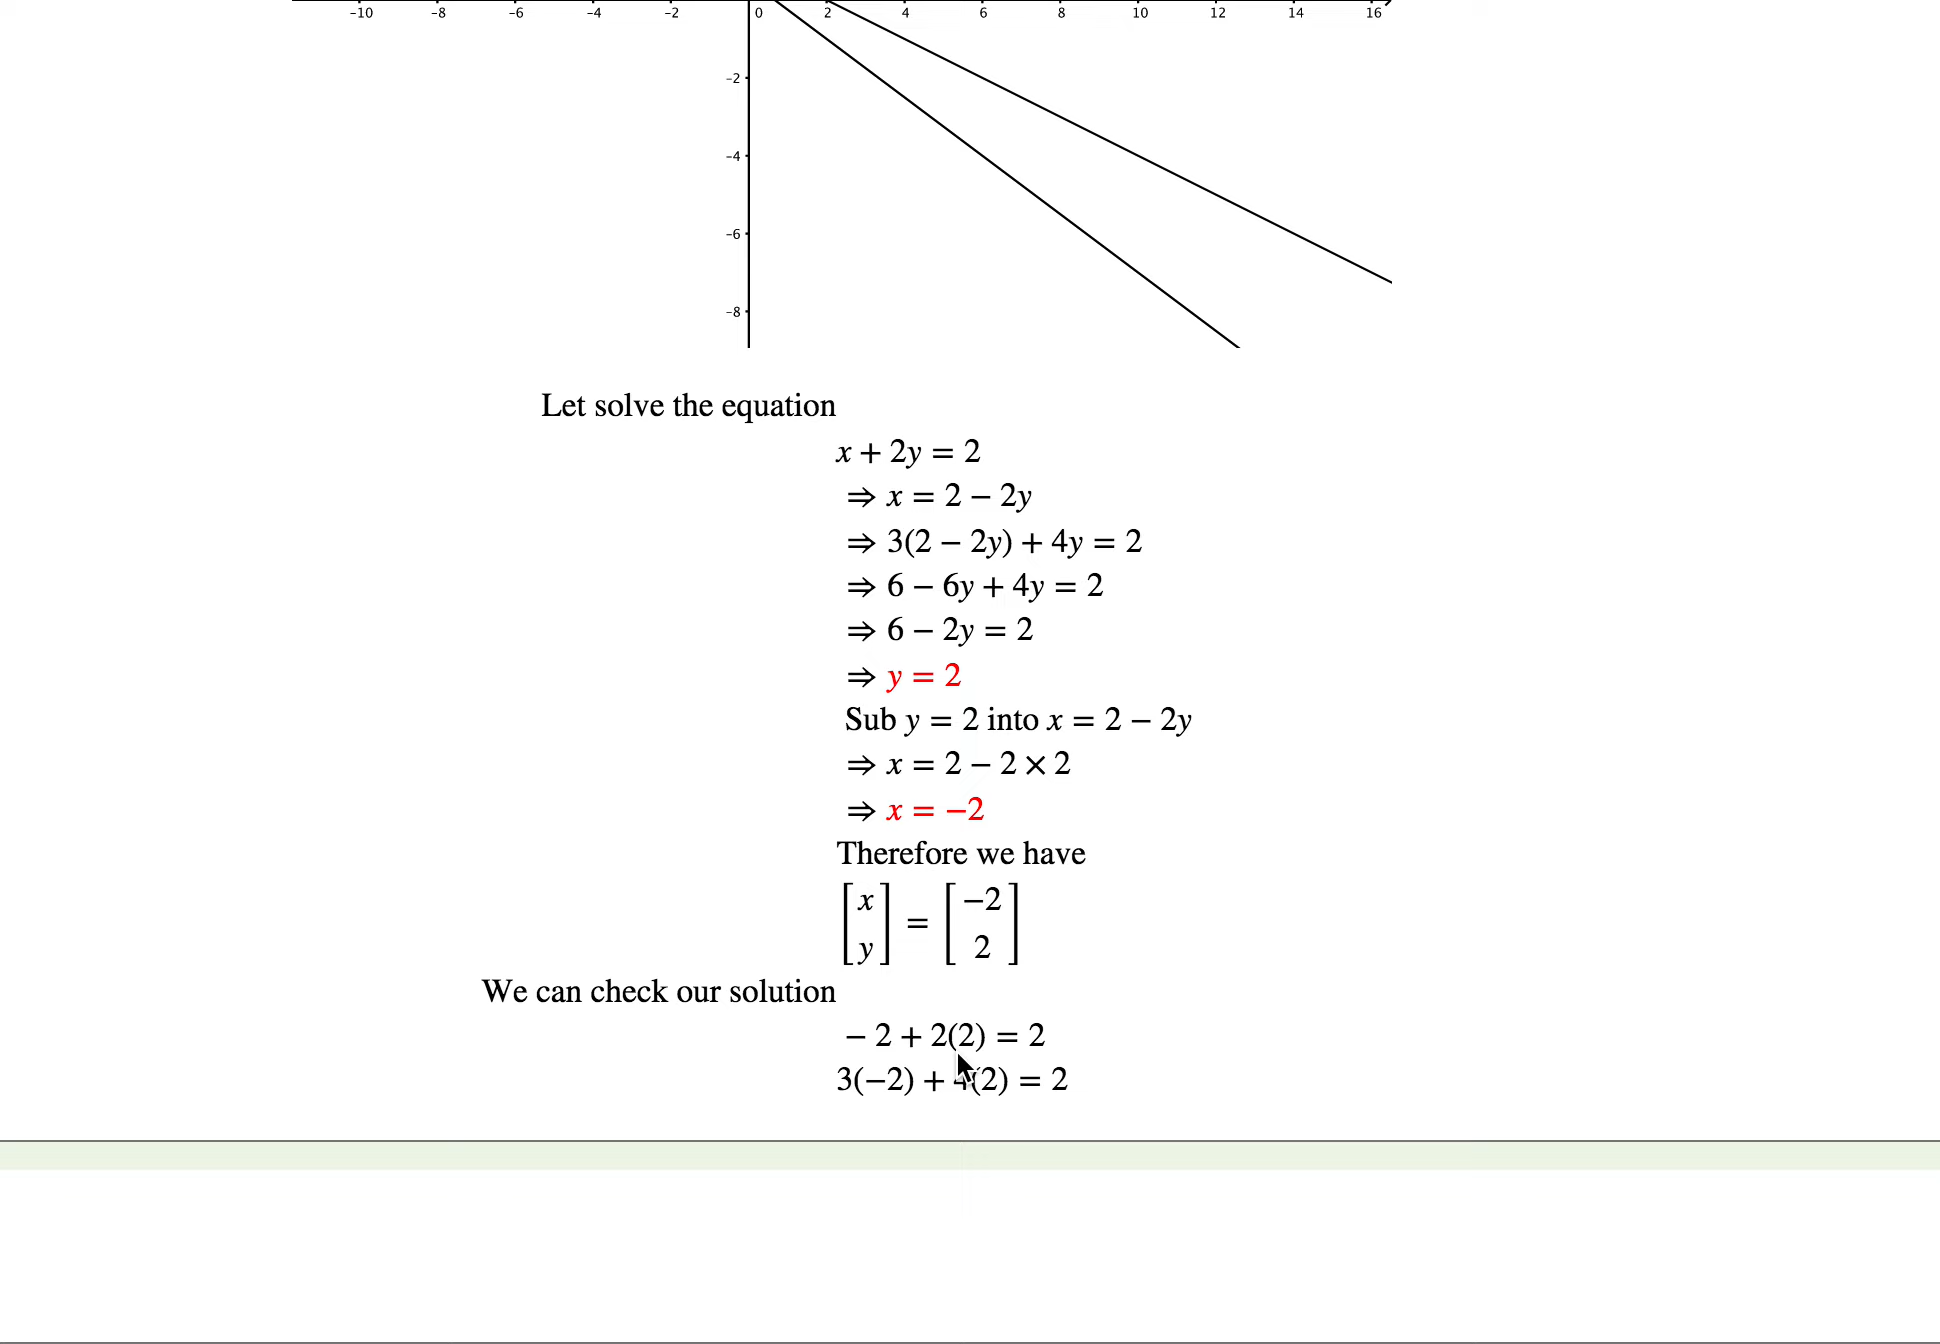 -10 -8 -6 -4 -2 0 2 4 6 8 10 12 14 16
-2
-4
-6
-8
Let solve the equation
x + 2y = 2
⇒ x = 2 − 2y
⇒ 3(2 − 2y) + 4y = 2
⇒ 6 − 6y + 4y = 2
⇒ 6 − 2y = 2
⇒ y = 2
Sub y = 2 into x = 2 − 2y
⇒ x = 2 − 2 × 2
⇒ x = −2
Therefore we have
[x y] = [−2 2]
We can check our solution
− 2 + 2(2) = 2
3(−2) + 4(2) = 2